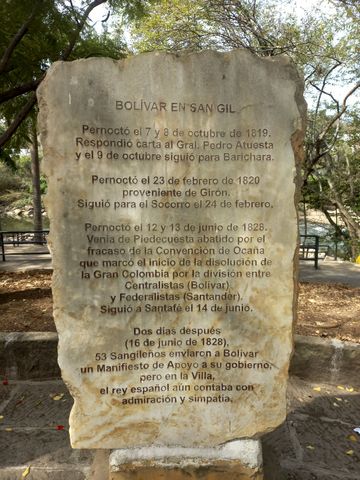 BOLÍVAR EN SAN GIL
Pernoctó el 7 y 8 de octubre de 1819.
Respondió carta al Gral. Pedro Atuesta
y el 9 de octubre siguió para Barichara.
Pernoctó el 23 de febrero de 1820
proveniente de Girón.
Siguió para el Socorro el 24 de febrero.
Pernoctó el 12 y 13 de junio de 1828.
Venia de Piedecuesta abatido por el
fracaso de la Convención de Ocaña
que marcó el inicio de la disolución de
la Gran Colombia por la división entre
Centralistas (Bolívar)
y Federalistas (Santander).
Siguió a Santafé el 14 de junio.
Dos días después
(16 de junio de 1828),
53 Sangileños enviaron a Bolívar
un Manifiesto de Apoyo a su gobierno,
pero en la Villa,
el rey español aún contaba con
admiración y simpatía.